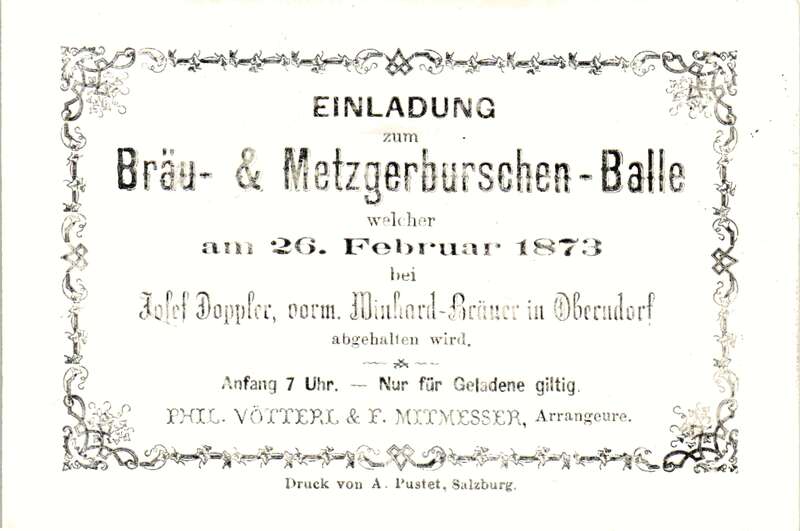 EINLADUNG
zum
Bräu- & Metzgerburschen-Balle
welcher
am 26. Februar 1873
bei
Josef Doppler, vorm. Minhard-Bräuer in Oberndorf
abgehalten wird.
Anfang 7 Uhr. — Nur für Geladene giltig.
PHIL. VÖTTERL & F. MITMESSER, Arrangeure.
Druck von A. Pustet, Salzburg.